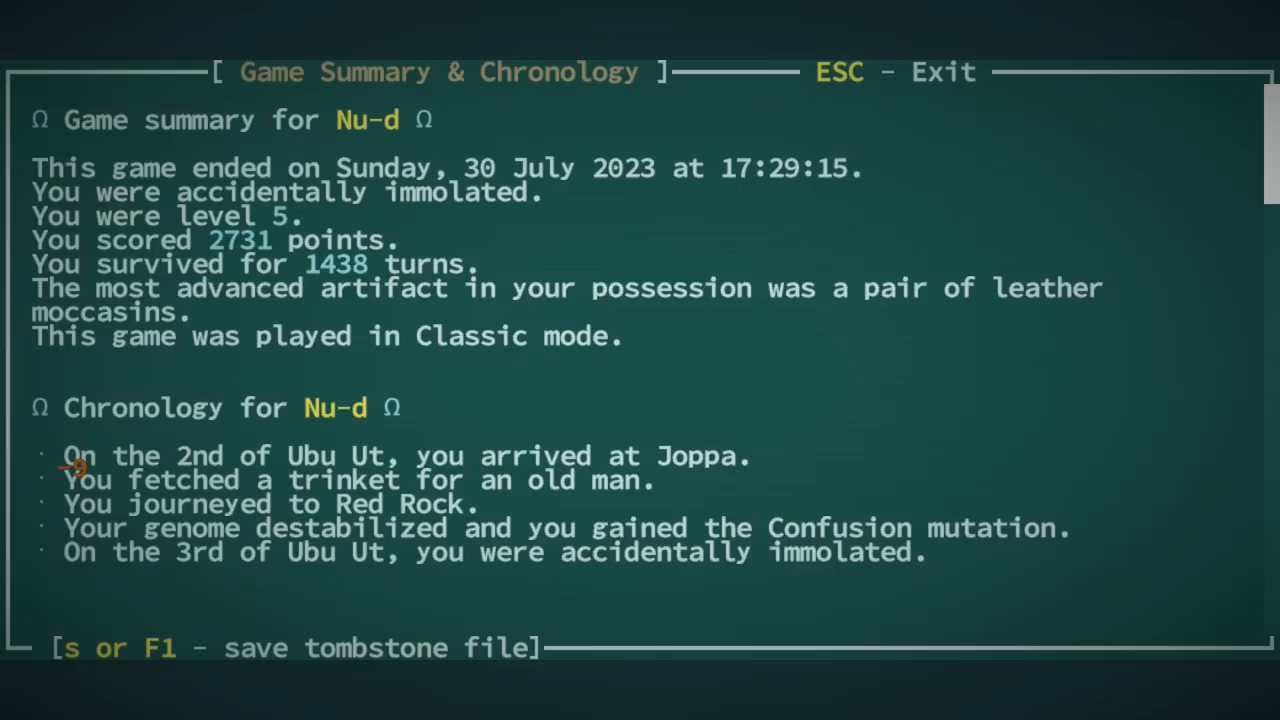 [ Game Summary & Chronology ] ESC - Exit
Ω Game summary for Nu-d Ω
This game ended on Sunday, 30 July 2023 at 17:29:15.
You were accidentally immolated.
You were level 5.
You scored 2731 points.
You survived for 1438 turns.
The most advanced artifact in your possession was a pair of leather
moccasins.
This game was played in Classic mode.
Ω Chronology for Nu-d Ω
· On the 2nd of Ubu Ut, you arrived at Joppa.
-9
· You fetched a trinket for an old man.
· You journeyed to Red Rock.
· Your genome destabilized and you gained the Confusion mutation.
· On the 3rd of Ubu Ut, you were accidentally immolated.
[s or F1 - save tombstone file]